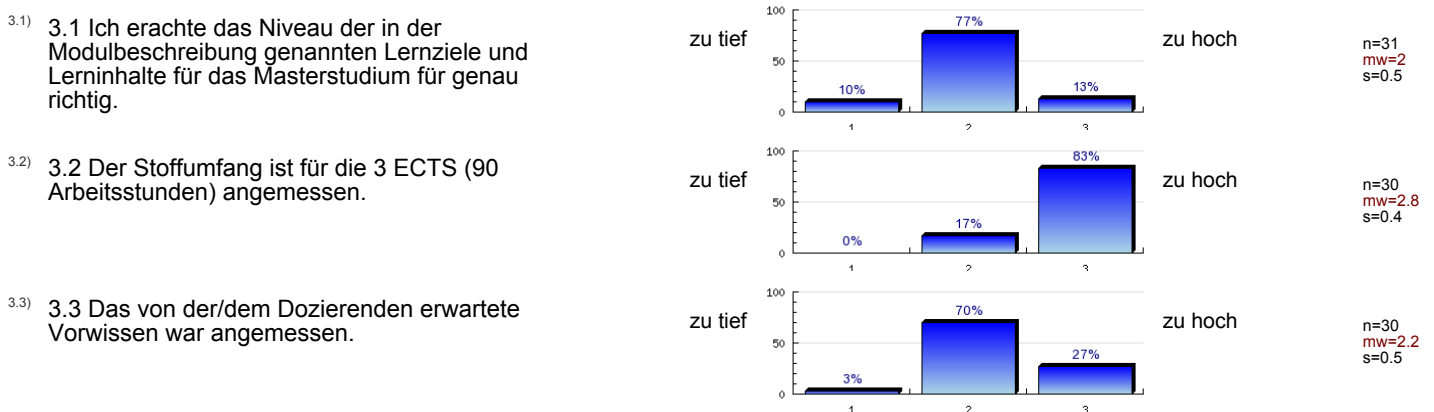 3.1) 3.1 Ich erachte das Niveau der in der
Modulbeschreibung genannten Lernziele und
Lerninhalte für das Masterstudium für genau
richtig.
zu tief
100
50
0
10%
77%
13%
1
2
3
zu hoch
n=31
mw=2
s=0.5
3.2) 3.2 Der Stoffumfang ist für die 3 ECTS (90
Arbeitsstunden) angemessen.
zu tief
100
50
0
0%
17%
83%
1
2
3
zu hoch
n=30
mw=2.8
s=0.4
3.3) 3.3 Das von der/dem Dozierenden erwartete
Vorwissen war angemessen.
zu tief
100
50
0
3%
70%
27%
1
2
3
zu hoch
n=30
mw=2.2
s=0.5